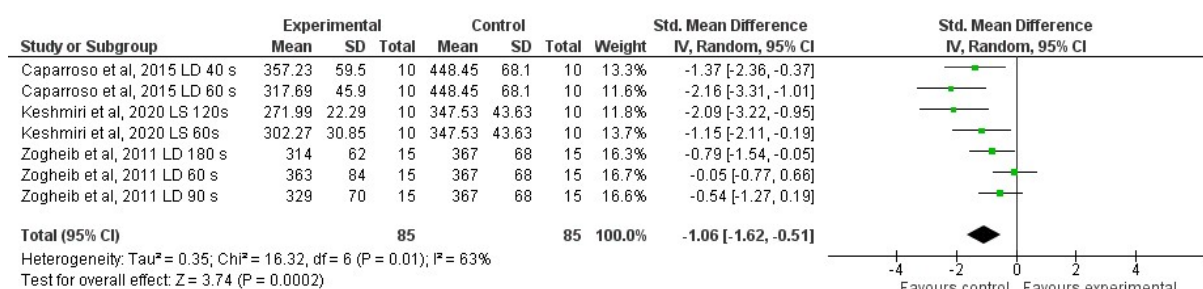 Experimental Control Std. Mean Difference Std. Mean Difference
Study or Subgroup Mean SD Total Mean SD Total Weight IV, Random, 95% CI IV, Random, 95% CI
Caparroso et al, 2015 LD 40 s 357.23 59.5 10 448.45 68.1 10 13.3% -1.37 [-2.36, -0.37]
Caparroso et al, 2015 LD 60 s 317.69 45.9 10 448.45 68.1 10 11.6% -2.16 [-3.31, -1.01]
Keshmiri et al, 2020 LS 120s 271.99 22.29 10 347.53 43.63 10 11.8% -2.09 [-3.22, -0.95]
Keshmiri et al, 2020 LS 60s 302.27 30.85 10 347.53 43.63 10 13.7% -1.15 [-2.11, -0.19]
Zogheib et al, 2011 LD 180 s 314 62 15 367 68 15 16.3% -0.79 [-1.54, -0.05]
Zogheib et al, 2011 LD 60 s 363 84 15 367 68 15 16.7% -0.05 [-0.77, 0.66]
Zogheib et al, 2011 LD 90 s 329 70 15 367 68 15 16.6% -0.54 [-1.27, 0.19]
Total (95% CI) 85 85 100.0% -1.06 [-1.62, -0.51]
Heterogeneity: Tau² = 0.35; Chi² = 16.32, df = 6 (P = 0.01); I² = 63%
Test for overall effect: Z = 3.74 (P = 0.0002)
-4 -2 0 2 4
Favours control Favours experimental